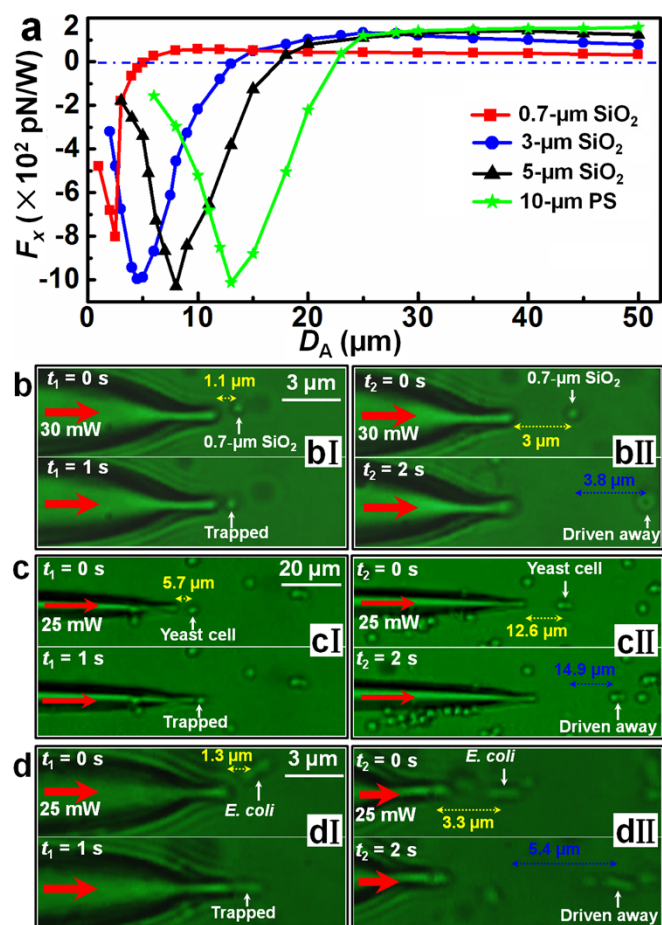 a
2
0
-2
-4
-6
-8
-10
Fx (× 10² pN/W)
0.7-µm SiO₂
3-µm SiO₂
5-µm SiO₂
10-µm PS
0 10 20 30 40 50
D_A (µm)
b
t₁ = 0 s
1.1 µm
3 µm
30 mW
0.7-µm SiO₂
bI
t₁ = 1 s
Trapped
t₂ = 0 s
0.7-µm SiO₂
30 mW
3 µm
bII
t₂ = 2 s
3.8 µm
Driven away
c
t₁ = 0 s
5.7 µm
20 µm
25 mW
Yeast cell
cI
t₁ = 1 s
Trapped
t₂ = 0 s
Yeast cell
25 mW
12.6 µm
cII
t₂ = 2 s
14.9 µm
Driven away
d
t₁ = 0 s
1.3 µm
3 µm
25 mW
E. coli
dI
t₁ = 1 s
Trapped
t₂ = 0 s
E. coli
25 mW
3.3 µm
dII
t₂ = 2 s
5.4 µm
Driven away